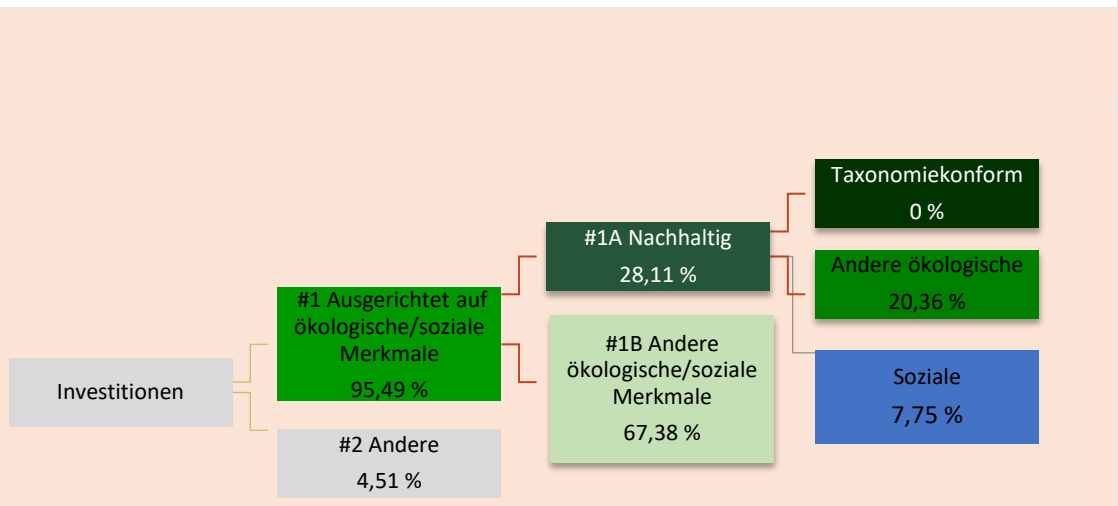 Investitionen
#1 Ausgerichtet auf
ökologische/soziale
Merkmale
95,49 %
#2 Andere
4,51 %
#1A Nachhaltig
28,11 %
#1B Andere
ökologische/soziale
Merkmale
67,38 %
Taxonomiekonform
0 %
Andere ökologische
20,36 %
Soziale
7,75 %